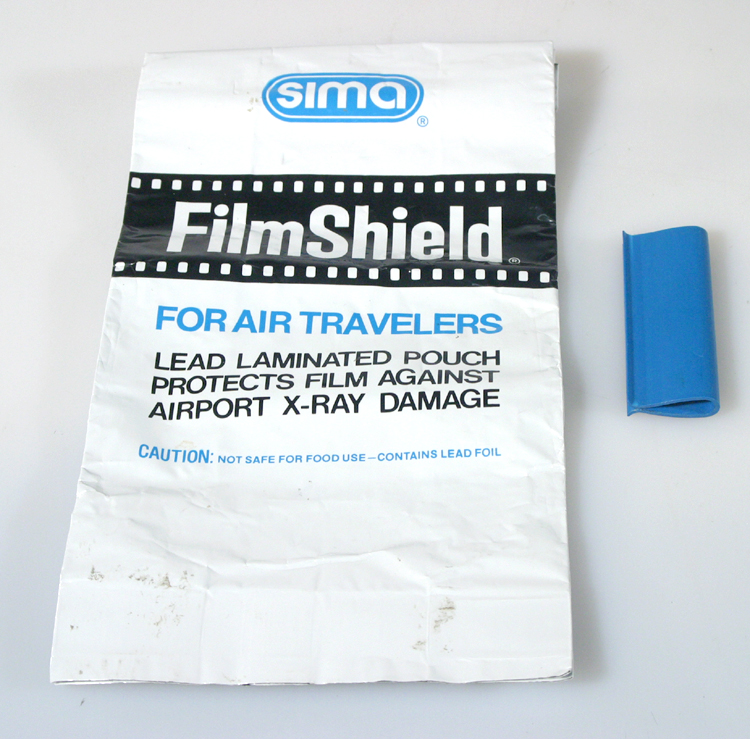 sima®
FilmShield®
FOR AIR TRAVELERS
LEAD LAMINATED POUCH
PROTECTS FILM AGAINST
AIRPORT X-RAY DAMAGE
CAUTION: NOT SAFE FOR FOOD USE—CONTAINS LEAD FOIL